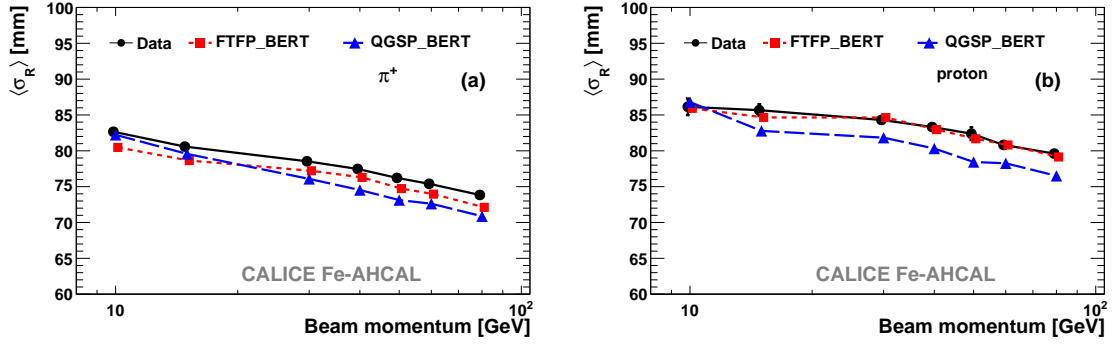 ⟨σ_R⟩ [mm]
100
95
90
85
80
75
70
65
60
Data
FTFP_BERT
QGSP_BERT
π⁺
(a)
CALICE Fe-AHCAL
10
10²
Beam momentum [GeV]
⟨σ_R⟩ [mm]
100
95
90
85
80
75
70
65
60
Data
FTFP_BERT
QGSP_BERT
proton
(b)
CALICE Fe-AHCAL
10
10²
Beam momentum [GeV]